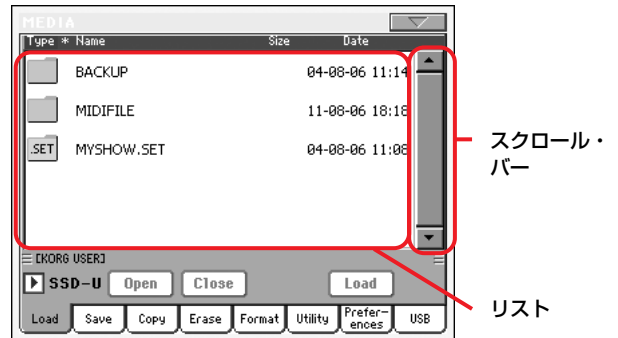 MEDIA
Type * Name Size Date
BACKUP 04-08-06 11:14
MIDIFILE 11-08-06 18:18
.SET MYSHOW.SET 04-08-06 11:08
スクロール・
バー
[KORG USER]
SSD-U Open Close Load
リスト
Load Save Copy Erase Format Utility Prefer-
ences USB